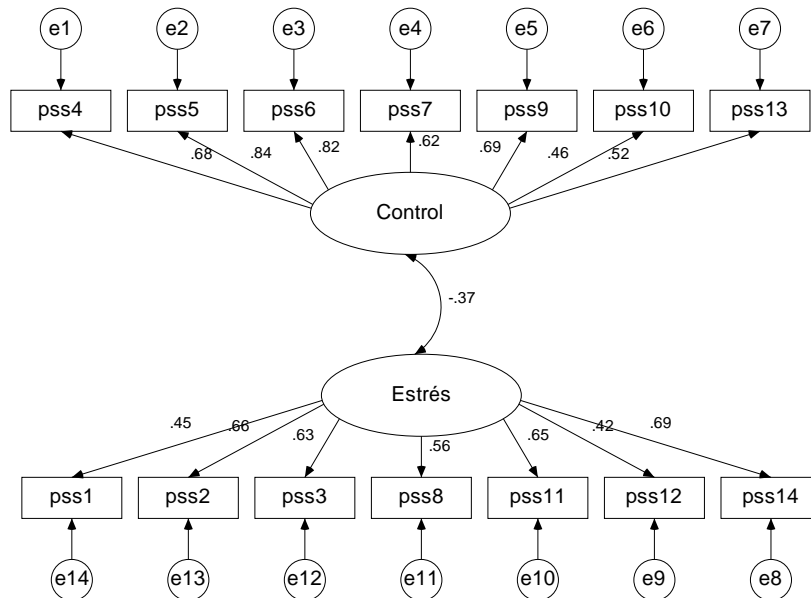 e1 e2 e3 e4 e5 e6 e7
pss4 pss5 pss6 pss7 pss9 pss10 pss13
.68 .84 .82 .62 .69 .46 .52
Control
-.37
Estrés
.45 .66 .63 .56 .65 .42 .69
pss1 pss2 pss3 pss8 pss11 pss12 pss14
e14 e13 e12 e11 e10 e9 e8